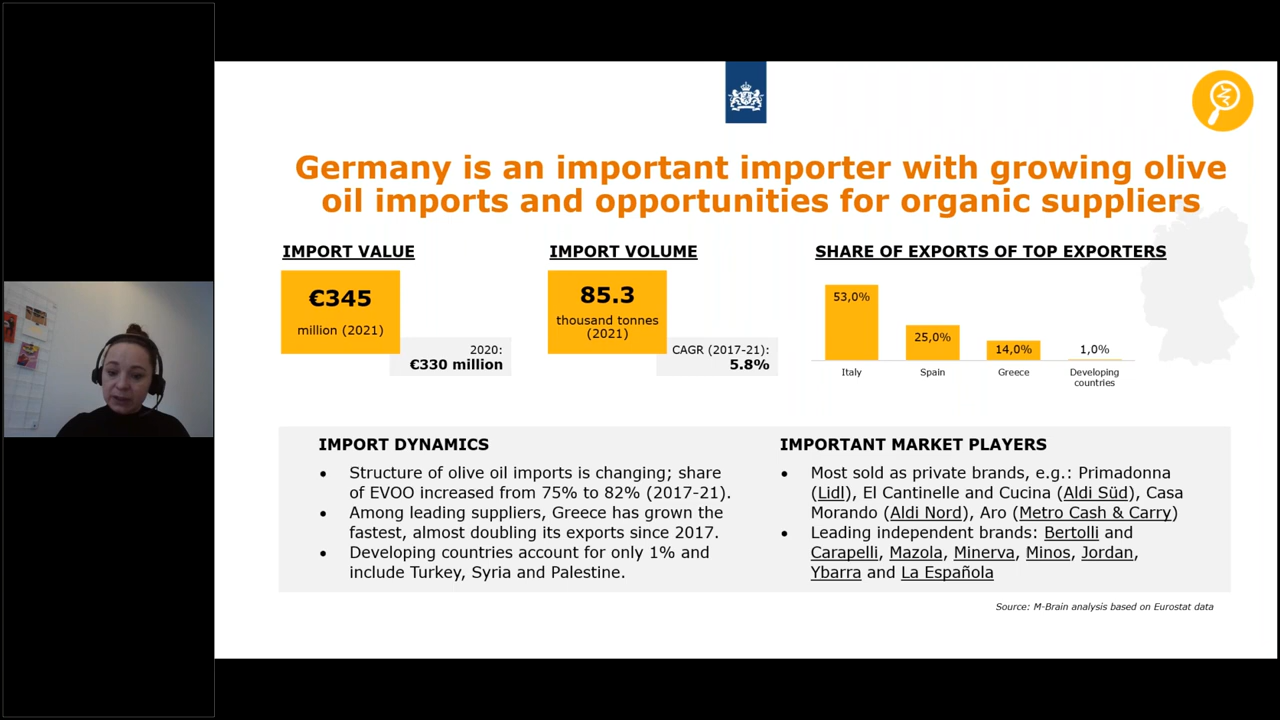 Germany is an important importer with growing olive
oil imports and opportunities for organic suppliers
IMPORT VALUE
€345
million (2021)
2020:
€330 million
IMPORT VOLUME
85.3
thousand tonnes
(2021)
CAGR (2017-21):
5.8%
SHARE OF EXPORTS OF TOP EXPORTERS
53,0%
25,0%
14,0%
1,0%
Italy
Spain
Greece
Developing
countries
IMPORT DYNAMICS
• Structure of olive oil imports is changing; share
of EVOO increased from 75% to 82% (2017-21).
• Among leading suppliers, Greece has grown the
fastest, almost doubling its exports since 2017.
• Developing countries account for only 1% and
include Turkey, Syria and Palestine.
IMPORTANT MARKET PLAYERS
• Most sold as private brands, e.g.: Primadonna
(Lidl), El Cantinelle and Cucina (Aldi Süd), Casa
Morando (Aldi Nord), Aro (Metro Cash & Carry)
• Leading independent brands: Bertolli and
Carapelli, Mazola, Minerva, Minos, Jordan,
Ybarra and La Española
Source: M-Brain analysis based on Eurostat data